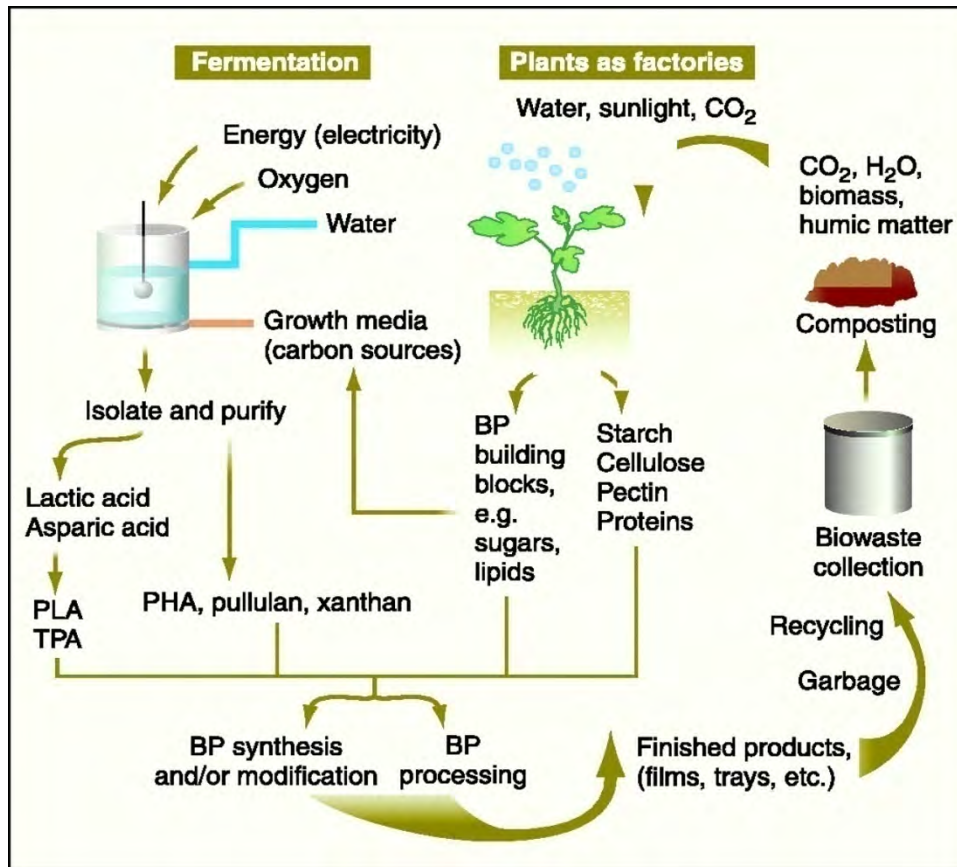 Fermentation
Energy (electricity)
Oxygen
Water
Growth media
(carbon sources)
Isolate and purify
Lactic acid
Asparic acid
PLA
TPA
PHA, pullulan, xanthan
Plants as factories
Water, sunlight, CO₂
BP
building
blocks,
e.g.
sugars,
lipids
Starch
Cellulose
Pectin
Proteins
CO₂, H₂O,
biomass,
humic matter
Composting
Biowaste
collection
Recycling
Garbage
BP synthesis
and/or modification
BP
processing
Finished products,
(films, trays, etc.)